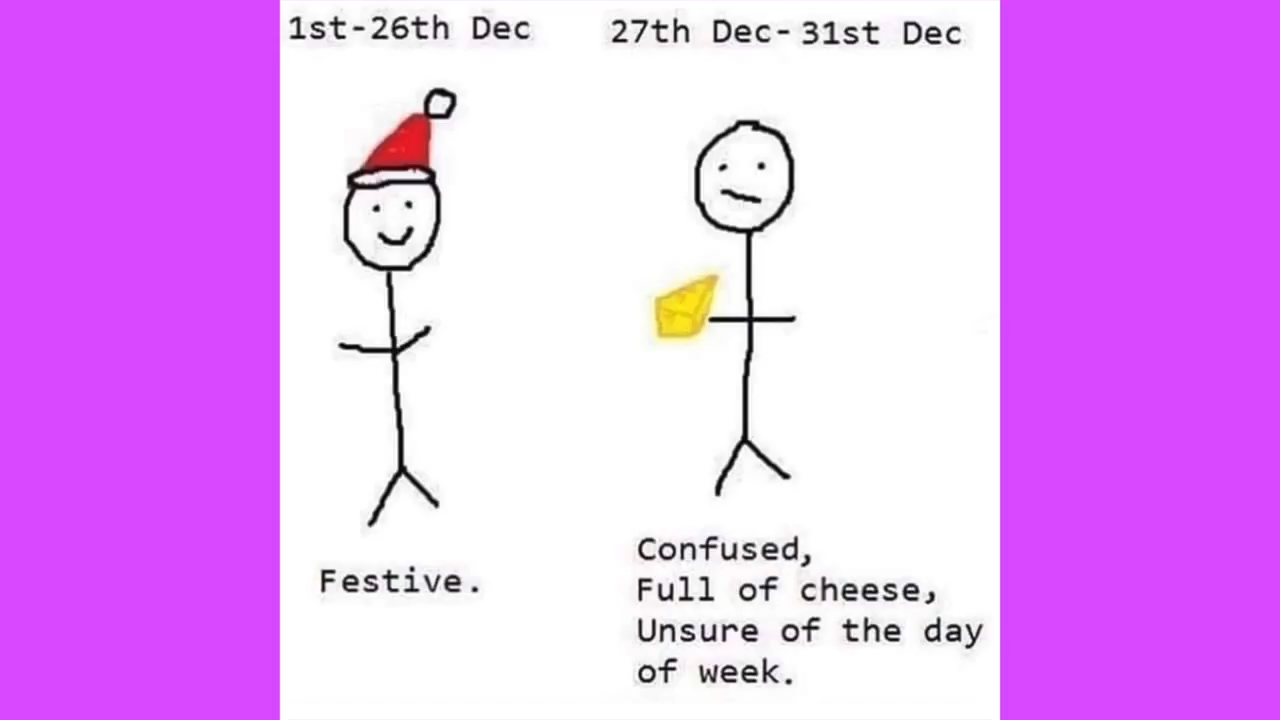 1st-26th Dec
27th Dec- 31st Dec
Festive.
Confused,
Full of cheese,
Unsure of the day
of week.